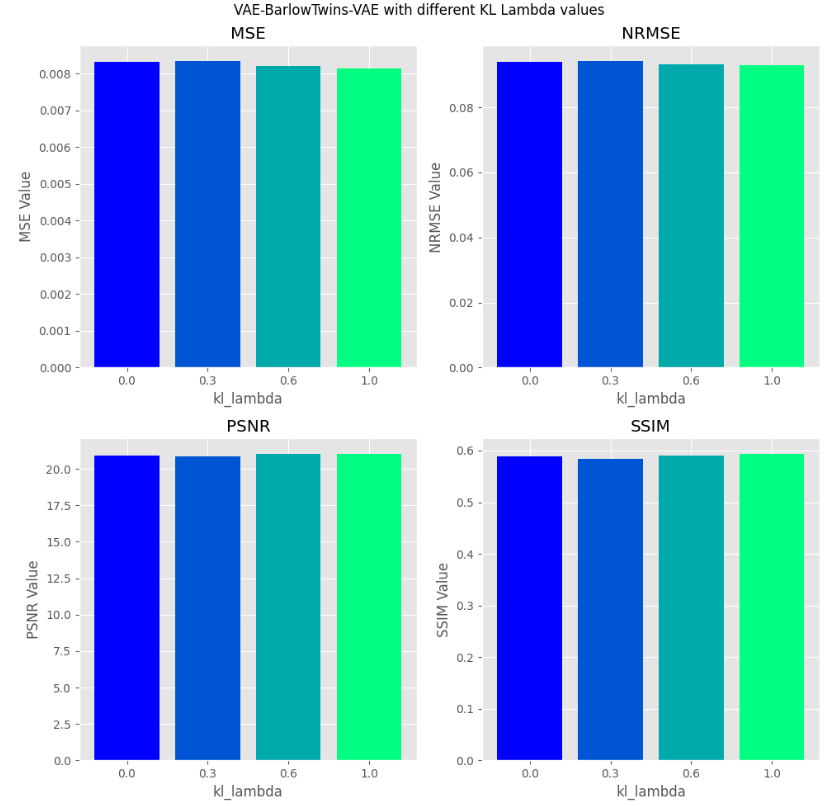 VAE-BarlowTwins-VAE with different KL Lambda values
MSE
0.008
0.007
0.006
0.005
0.004
0.003
0.002
0.001
0.000
MSE Value
0.0 0.3 0.6 1.0
kl_lambda
NRMSE
0.08
0.06
0.04
0.02
0.00
NRMSE Value
0.0 0.3 0.6 1.0
kl_lambda
PSNR
20.0
17.5
15.0
12.5
10.0
7.5
5.0
2.5
0.0
PSNR Value
0.0 0.3 0.6 1.0
kl_lambda
SSIM
0.6
0.5
0.4
0.3
0.2
0.1
0.0
SSIM Value
0.0 0.3 0.6 1.0
kl_lambda